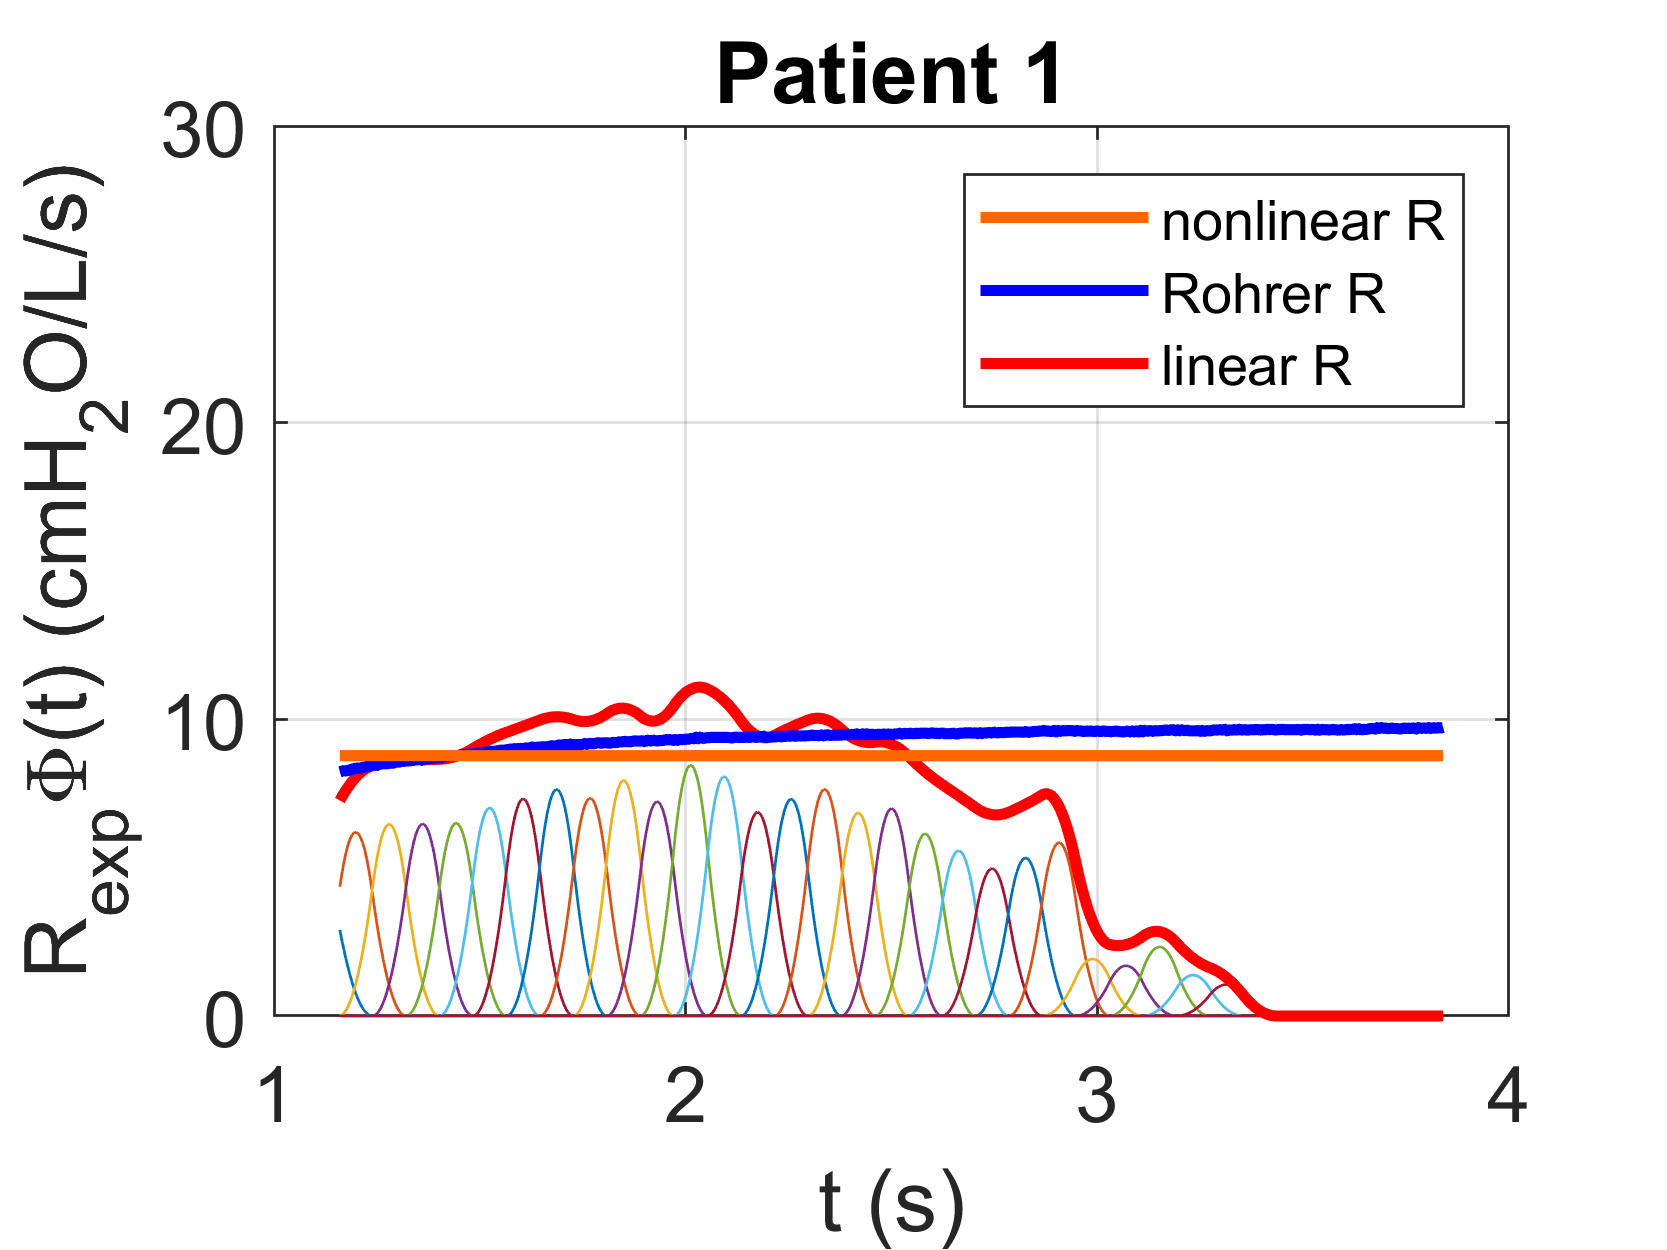 Patient 1
R_exp Φ(t) (cmH_2O/L/s)
30
20
10
0
nonlinear R
Rohrer R
linear R
1 2 3 4
t (s)